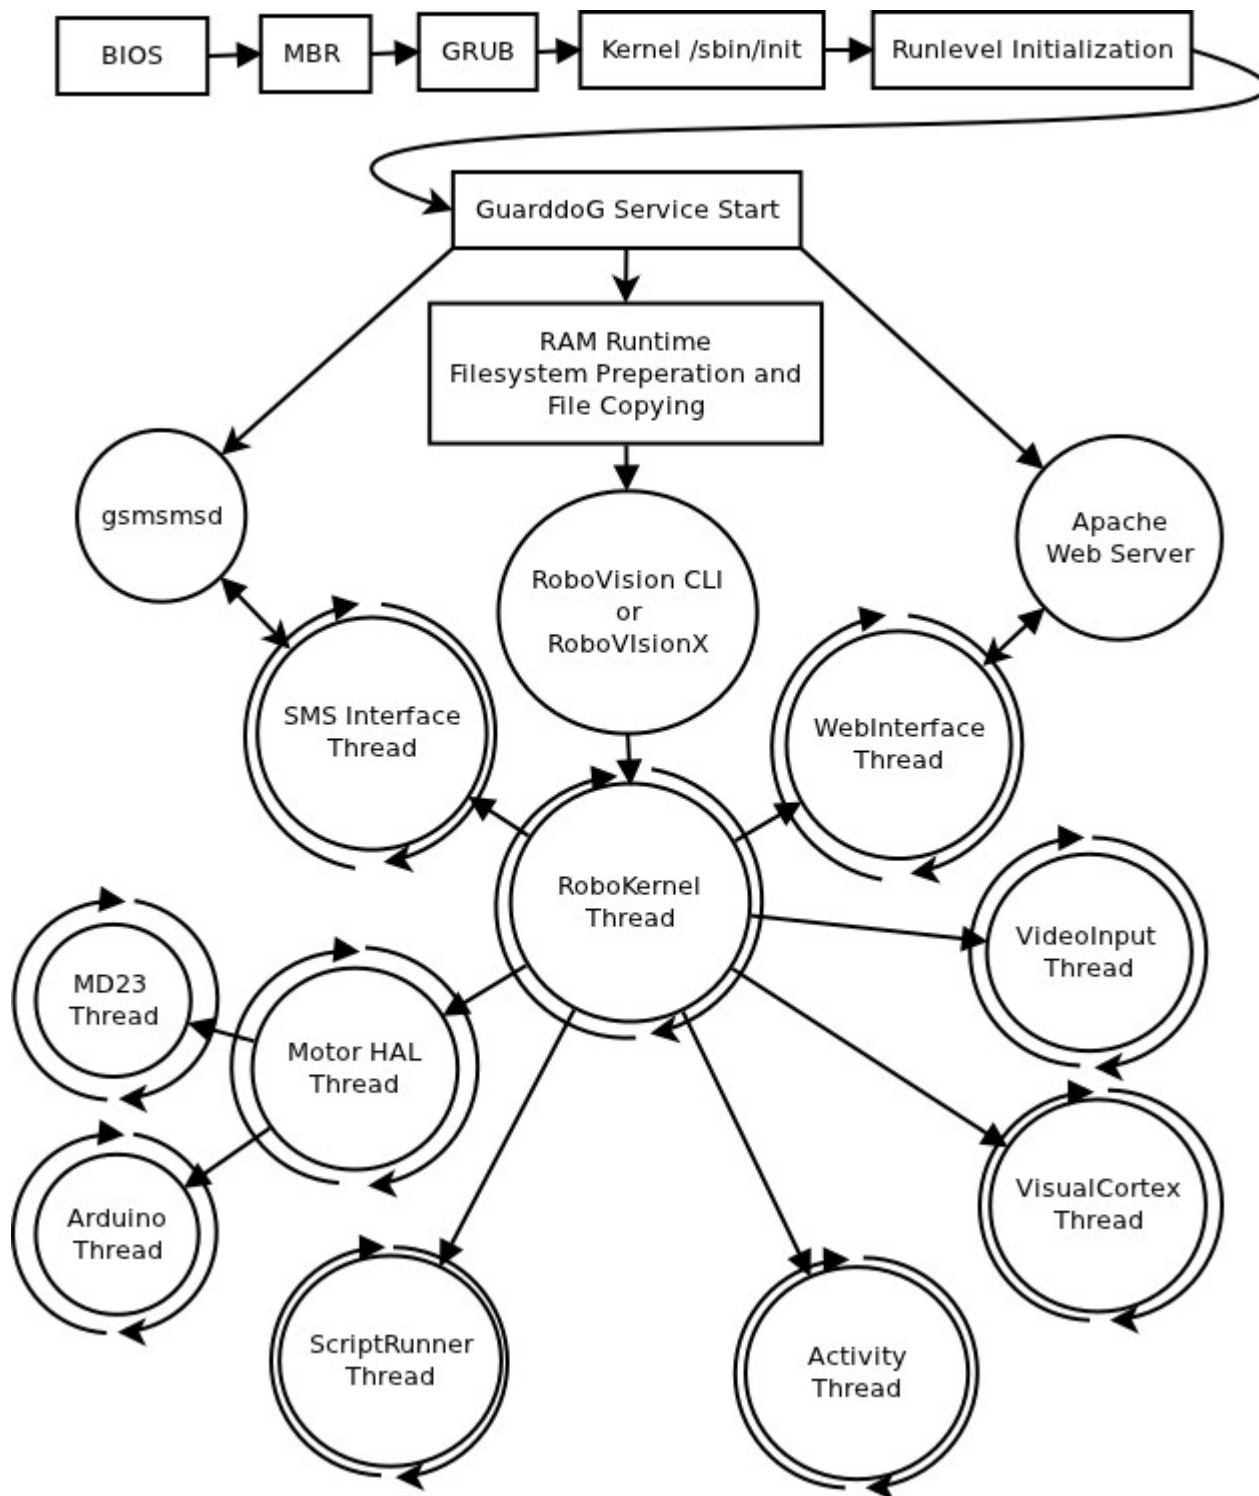 BIOS
MBR
GRUB
Kernel /sbin/init
Runlevel Initialization
GuarddoG Service Start
RAM Runtime
Filesystem Preperation and
File Copying
gsmsmsd
Apache
Web Server
RoboVision CLI
or
RoboVIsionX
SMS Interface
Thread
WebInterface
Thread
RoboKernel
Thread
VideoInput
Thread
MD23
Thread
Motor HAL
Thread
VisualCortex
Thread
Arduino
Thread
ScriptRunner
Thread
Activity
Thread